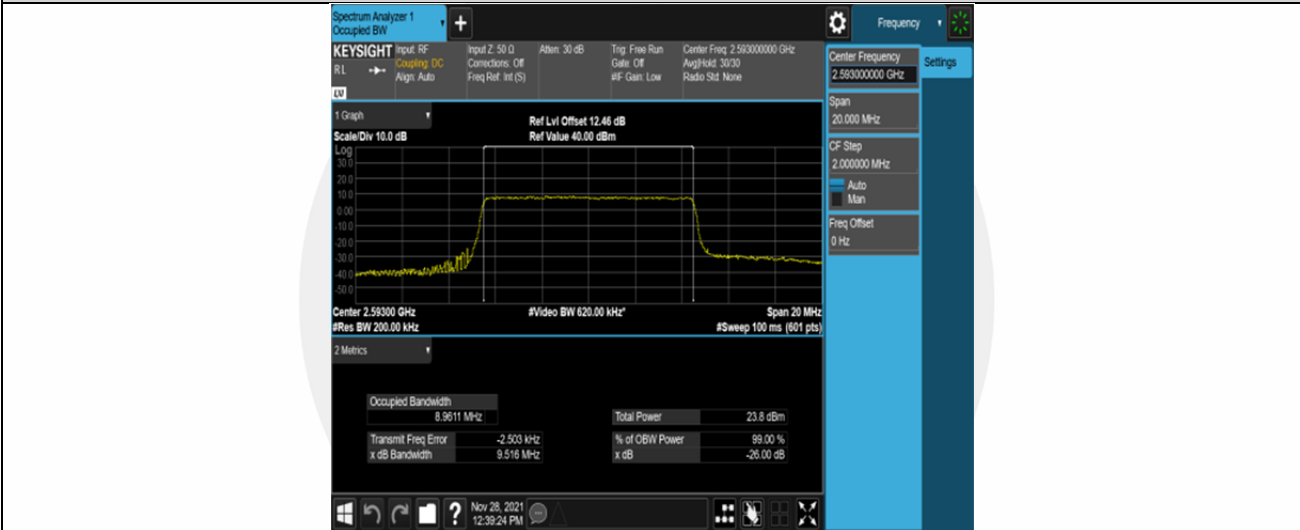 Spectrum Analyzer 1
Occupied BW
+
Frequency
KEYSIGHT
R L
LXI
Input: RF
Coupling: DC
Align: Auto
Input Z: 50 Ω
Corrections: Off
Freq Ref: Int (S)
Atten: 30 dB
Trig: Free Run
Gate: Off
#IF Gain: Low
Center Freq: 2.593000000 GHz
Avg|Hold: 30/30
Radio Std: None
Center Frequency
2.593000000 GHz
Settings
Span
20.000 MHz
CF Step
2.000000 MHz
Auto
Man
Freq Offset
0 Hz
1 Graph
Ref Lvl Offset 12.46 dB
Scale/Div 10.0 dB
Ref Value 40.00 dBm
Log
30.0
20.0
10.0
0.00
-10.0
-20.0
-30.0
-40.0
-50.0
Center 2.59300 GHz
#Video BW 620.00 kHz*
Span 20 MHz
#Res BW 200.00 kHz
#Sweep 100 ms (601 pts)
2 Metrics
Occupied Bandwidth
8.9611 MHz
Total Power 23.8 dBm
Transmit Freq Error -2.503 kHz
% of OBW Power 99.00 %
x dB Bandwidth 9.516 MHz
x dB -26.00 dB
?
Nov 28, 2021
12:39:24 PM